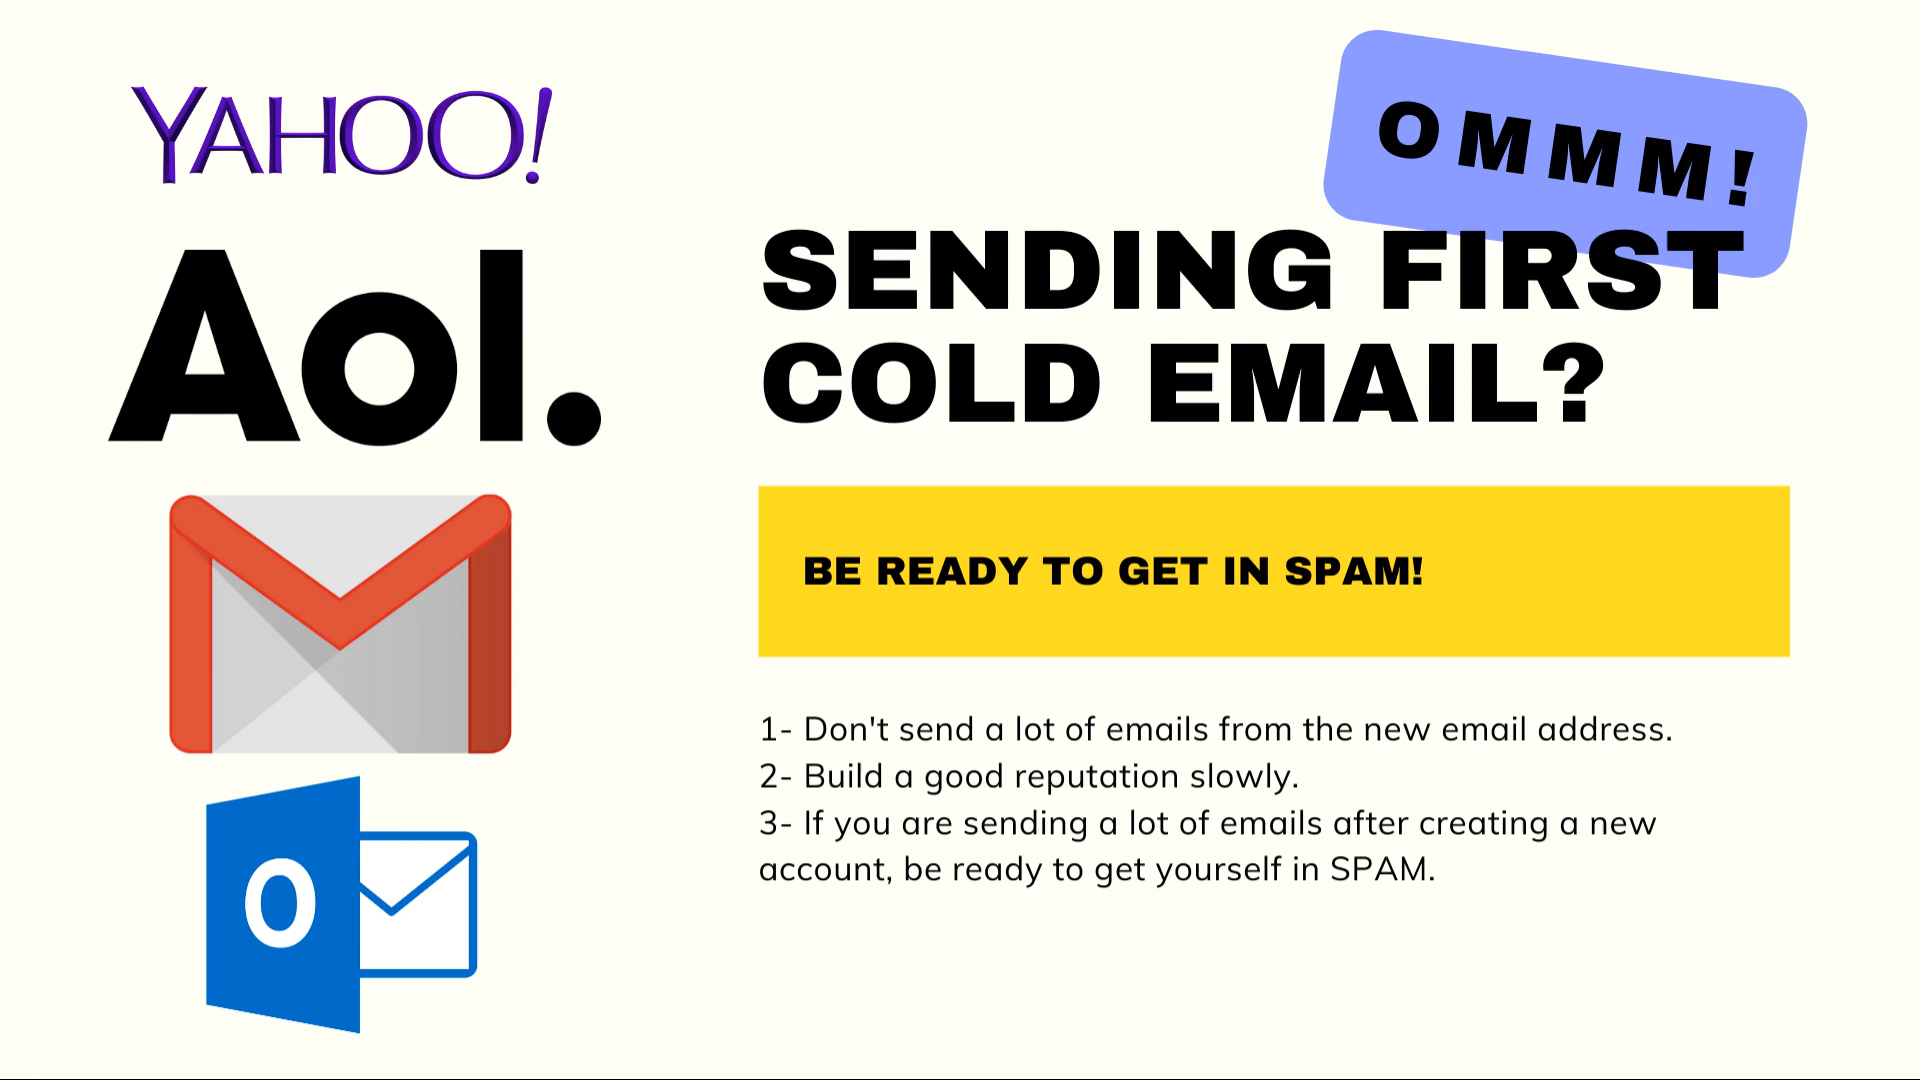 YAHOO!
Aol.
O
OMMM!
SENDING FIRST
COLD EMAIL?
BE READY TO GET IN SPAM!
1- Don't send a lot of emails from the new email address.
2- Build a good reputation slowly.
3- If you are sending a lot of emails after creating a new
account, be ready to get yourself in SPAM.